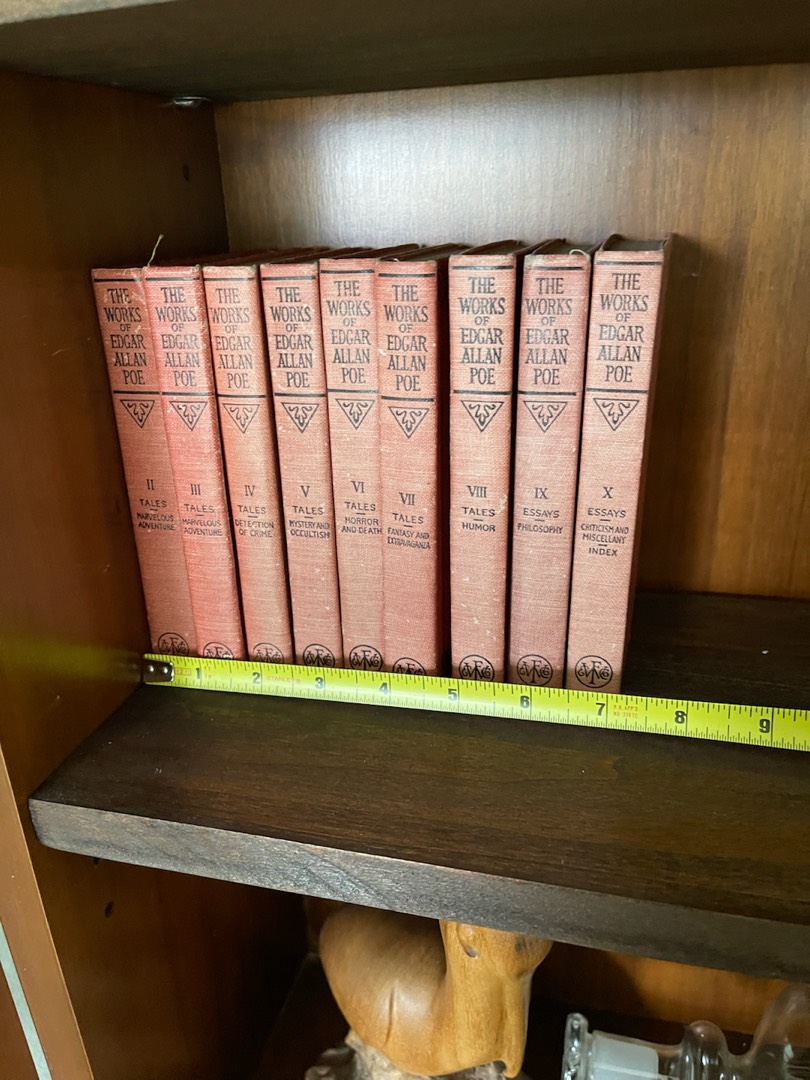 THE
WORKS
OF
EDGAR
ALLAN
POE
II
TALES
MARVELOUS
ADVENTURE
THE
WORKS
OF
EDGAR
ALLAN
POE
III
TALES
MARVELOUS
ADVENTURE
THE
WORKS
OF
EDGAR
ALLAN
POE
IV
TALES
DETECTION
OF CRIME
THE
WORKS
OF
EDGAR
ALLAN
POE
V
TALES
MYSTERY AND
OCCULTISM
THE
WORKS
OF
EDGAR
ALLAN
POE
VI
TALES
HORROR
AND DEATH
THE
WORKS
OF
EDGAR
ALLAN
POE
VII
TALES
FANTASY AND
EXTRAVAGANZA
THE
WORKS
OF
EDGAR
ALLAN
POE
VIII
TALES
HUMOR
THE
WORKS
OF
EDGAR
ALLAN
POE
IX
ESSAYS
PHILOSOPHY
THE
WORKS
OF
EDGAR
ALLAN
POE
X
ESSAYS
CRITICISM AND
MISCELLANY
INDEX
1 2 3 4 5 6 7 8 9